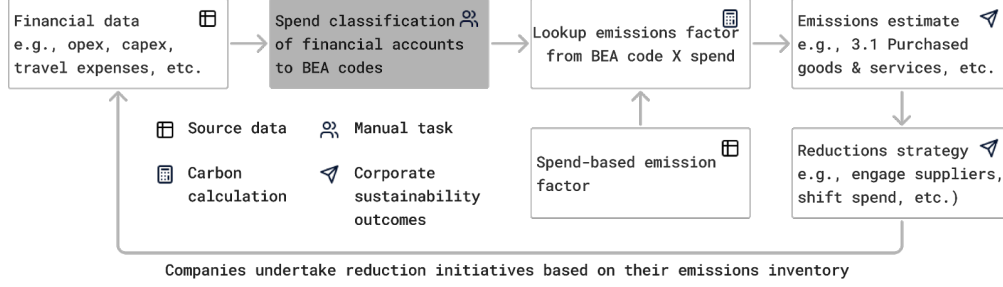 Financial data
e.g., opex, capex,
travel expenses, etc.
Spend classification
of financial accounts
to BEA codes
Lookup emissions factor
from BEA code X spend
Emissions estimate
e.g., 3.1 Purchased
goods & services, etc.
Source data
Manual task
Carbon
calculation
Corporate
sustainability
outcomes
Spend-based emission
factor
Reductions strategy
e.g., engage suppliers,
shift spend, etc.)
Companies undertake reduction initiatives based on their emissions inventory